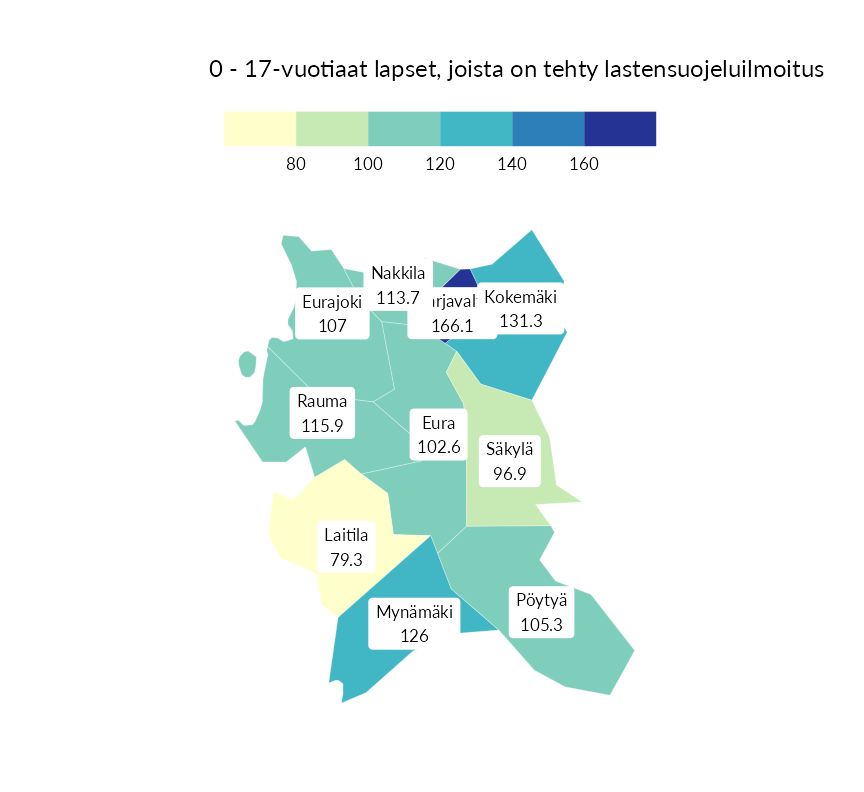 0 - 17-vuotiaat lapset, joista on tehty lastensuojeluilmoitus
80 100 120 140 160
Nakkila
113.7
Eurajoki
107
166.1
Kokemäki
131.3
Rauma
115.9
Eura
102.6
Säkylä
96.9
Laitila
79.3
Pöytyä
105.3
Mynämäki
126